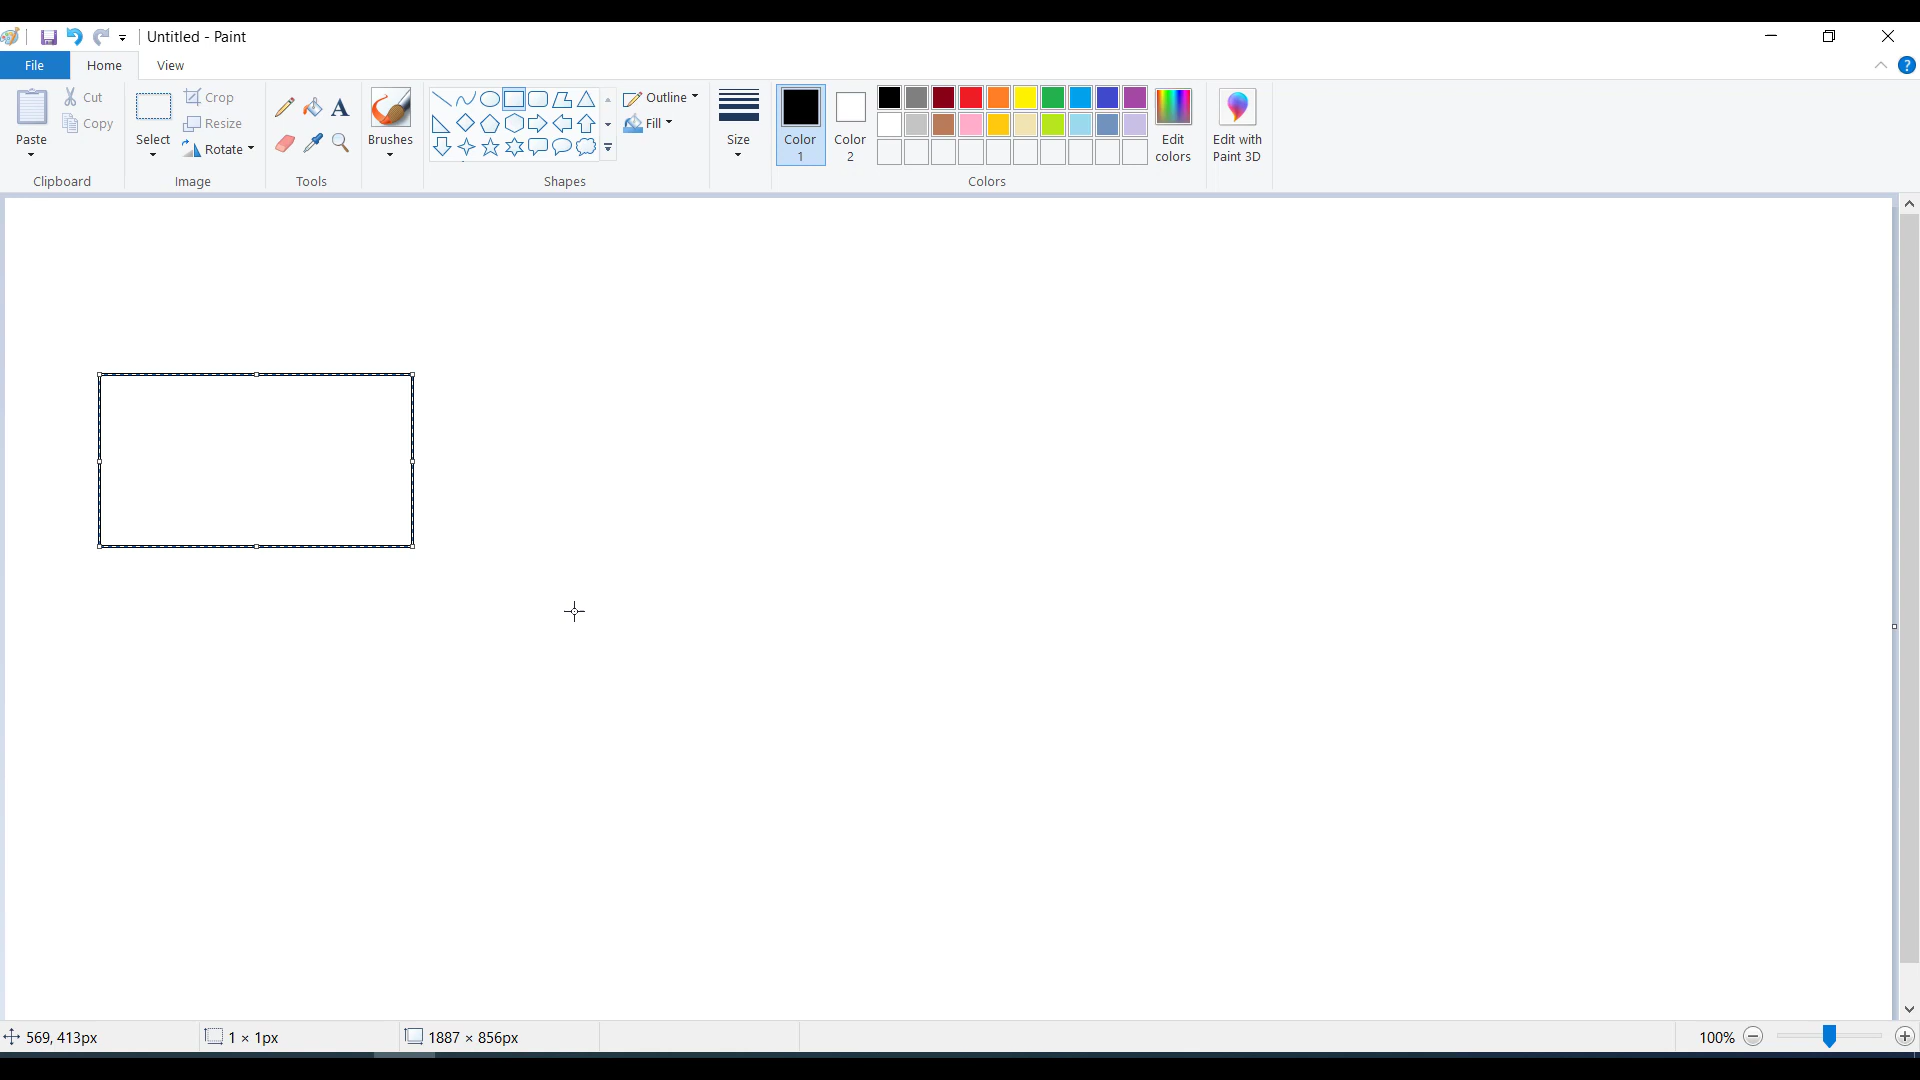 Untitled - Paint
File Home View
Paste Cut Copy Select Crop Resize Rotate Brushes Outline Fill Size Color 1 Color 2 Edit colors Edit with Paint 3D
Clipboard Image Tools Shapes Colors
569, 413px 1 × 1px 1887 × 856px 100%